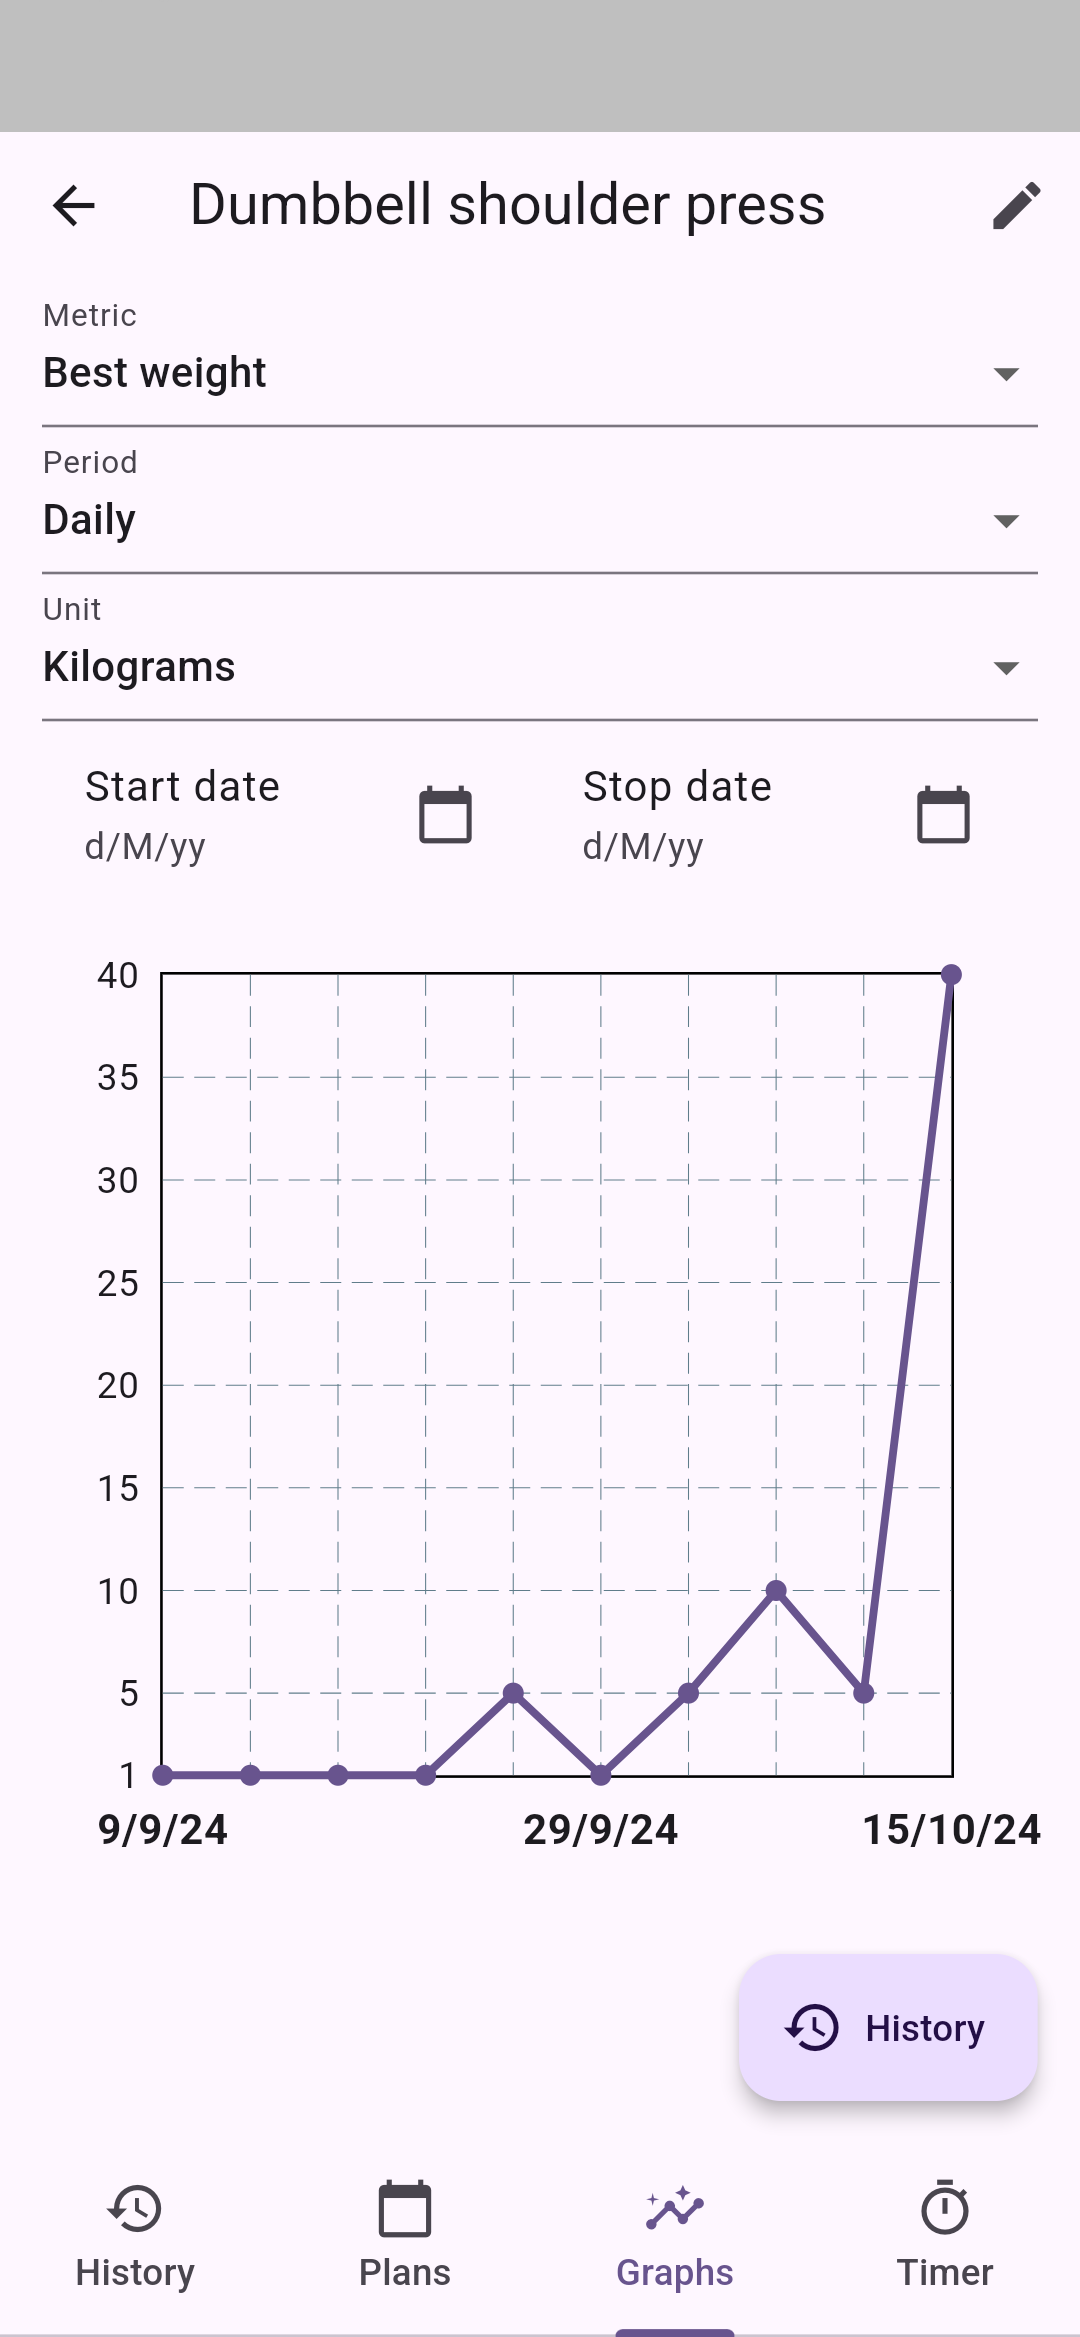 Dumbbell shoulder press
Metric
Best weight
Period
Daily
Unit
Kilograms
Start date
d/M/yy
Stop date
d/M/yy
40
35
30
25
20
15
10
5
1
9/9/24 29/9/24 15/10/24
History
History Plans Graphs Timer